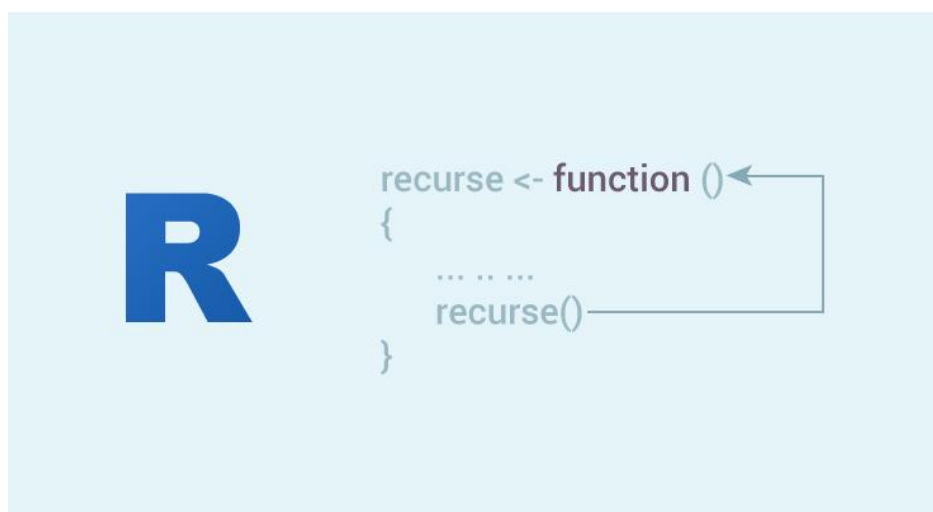 R
recurse <- function ()
{
... .. ...
recurse()
}